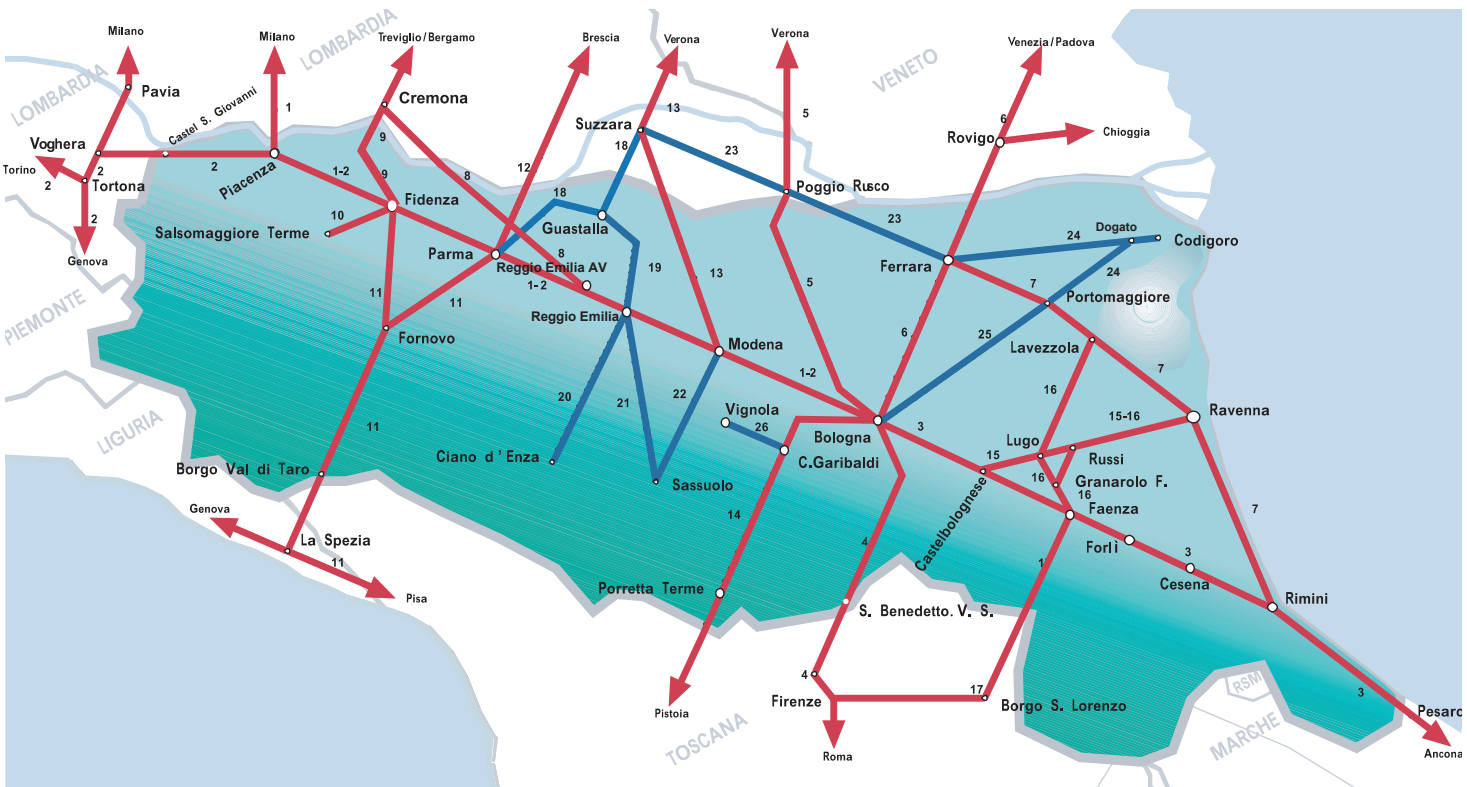 Milano
Milano
LOMBARDIA
Treviglio/Bergamo
Brescia
Verona
Verona
Venezia/Padova
VENETO
LOMBARDIA
Pavia
Castel S. Giovanni
1
Cremona
13
5
6
Chioggia
Suzzara
Rovigo
Voghera
9
18
23
Torino
2
2
2
Tortona
Piacenza
1-2
9
8
12
Fidenza
18
Poggio Rusco
2
10
Salsomaggiore Terme
Guastalla
23
24
Dogato
Codigoro
Genova
Parma
8
Reggio Emilia AV
1-2
19
13
5
Ferrara
7
24
Portomaggiore
PIEMONTE
11
11
Fornovo
Reggio Emilia
Modena
6
25
Lavezzola
1-2
7
16
LIGURIA
20
21
22
Vignola
26
Bologna
3
15-16
Ravenna
11
Ciano d'Enza
C.Garibaldi
Lugo
Russi
15
Borgo Val di Taro
Sassuolo
16
Granarolo F.
16
Faenza
Genova
14
4
Castelbolognese
7
La Spezia
11
Forlì
3
1
Cesena
Pisa
Porretta Terme
S. Benedetto. V. S.
Rimini
4
Firenze
17
Borgo S. Lorenzo
RSM
3
Pistoia
TOSCANA
Roma
MARCHE
Pesaro
Ancona